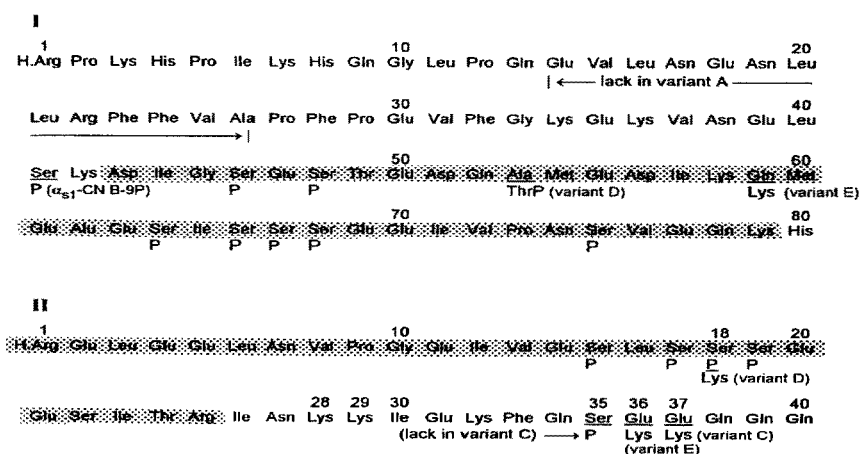 I
1 10 20
H.Arg Pro Lys His Pro Ile Lys His Gln Gly Leu Pro Gln Glu Val Leu Asn Glu Asn Leu
|← lack in variant A
30 40
Leu Arg Phe Phe Val Ala Pro Phe Pro Glu Val Phe Gly Lys Glu Lys Val Asn Glu Leu
→|
50 60
Ser Lys Asp Ile Gly Ser Glu Ser Thr Glu Asp Gln Ala Met Glu Asp Ile Lys Gln Met
P (αs1-CN B-9P) P P ThrP (variant D) Lys (variant E)
70 80
Glu Ala Glu Ser Ile Ser Ser Ser Glu Glu Ile Val Pro Asn Ser Val Glu Gln Lys His
P P P P P
II
1 10 18 20
H.Arg Glu Leu Glu Glu Leu Asn Val Pro Gly Glu Ile Val Glu Ser Leu Ser Ser Ser Glu
P P P P
Lys (variant D)
28 29 30 35 36 37 40
Glu Ser Ile Thr Arg Ile Asn Lys Lys Ile Glu Lys Phe Gln Ser Glu Glu Gln Gln Gln
(lack in variant C) → P Lys Lys (variant C)
(variant E)